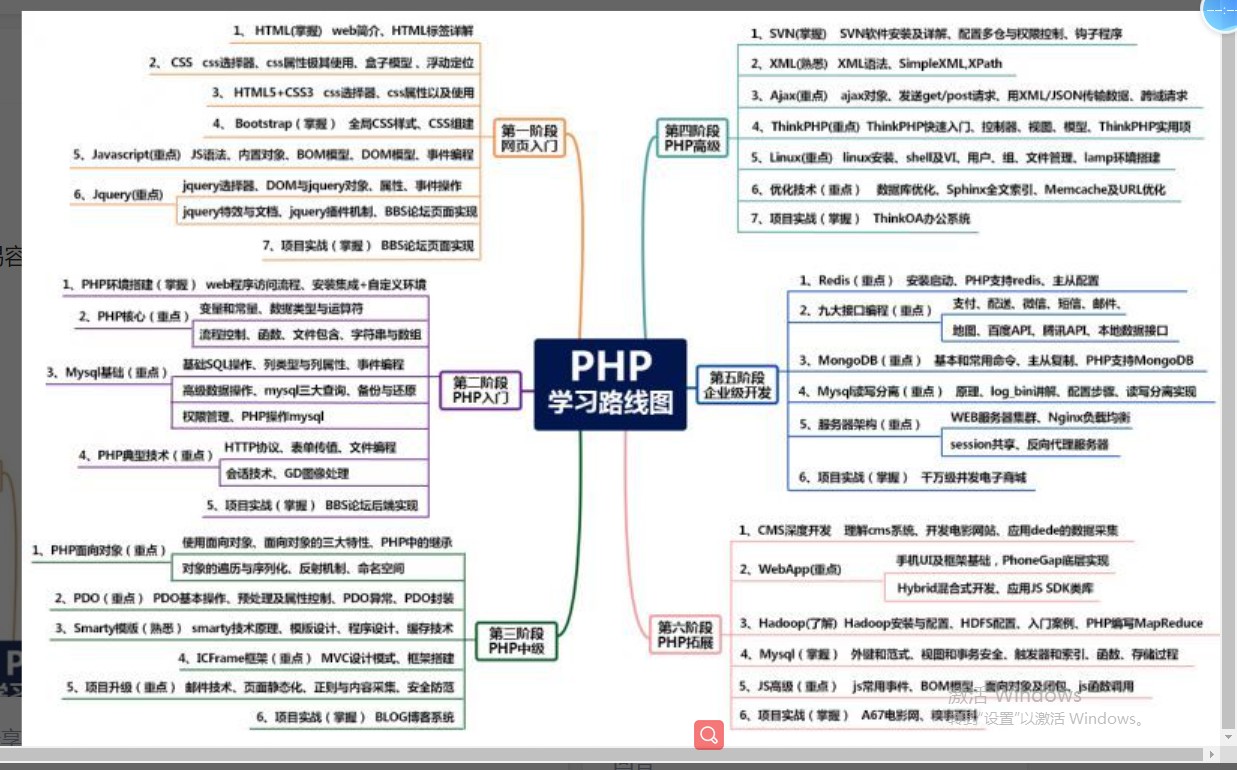 1、 HTML(掌握) web简介、HTML标签详解
2、 CSS css选择器、css属性极其使用、盒子模型 、浮动定位
3、 HTML5+CSS3 css选择器、css属性以及使用
4、 Bootstrap（掌握） 全局CSS样式、CSS组建
5、Javascript(重点) JS语法、内置对象、BOM模型、DOM模型、事件编程
6、Jquery(重点)
jquery选择器、DOM与jquery对象、属性、事件操作
jquery特效与文档、jquery插件机制、BBS论坛页面实现
7、项目实战（掌握） BBS论坛页面实现
第一阶段
网页入门
1、PHP环境搭建（掌握） web程序访问流程、安装集成+自定义环境
2、PHP核心（重点）
变量和常量、数据类型与运算符
流程控制、函数、文件包含、字符串与数组
3、Mysql基础（重点）
基础SQL操作、列类型与列属性、事件编程
高级数据操作、mysql三大查询、备份与还原
权限管理、PHP操作mysql
4、PHP典型技术（重点）
HTTP协议、表单传值、文件编程
会话技术、GD图像处理
5、项目实战（掌握） BBS论坛后端实现
第二阶段
PHP入门
1、PHP面向对象（重点）
使用面向对象、面向对象的三大特性、PHP中的继承
对象的遍历与序列化、反射机制、命名空间
2、PDO（重点） PDO基本操作、预处理及属性控制、PDO异常、PDO封装
3、Smarty模版（熟悉） smarty技术原理、模版设计、程序设计、缓存技术
4、ICFrame框架（重点） MVC设计模式、框架搭建
5、项目升级（重点） 邮件技术、页面静态化、正则与内容采集、安全防范
6、项目实战（掌握） BLOG博客系统
第三阶段
PHP中级
PHP
学习路线图
1、SVN(掌握) SVN软件安装及详解、配置多仓与权限控制、钩子程序
2、XML(熟悉) XML语法、SimpleXML,XPath
3、Ajax(重点) ajax对象、发送get/post请求、用XML/JSON传输数据、跨域请求
4、ThinkPHP(重点) ThinkPHP快速入门、控制器、视图、模型、ThinkPHP实用项
5、Linux(重点) linux安装、shell及VI、用户、组、文件管理、lamp环境搭建
6、优化技术（重点） 数据库优化、Sphinx全文索引、Memcache及URL优化
7、项目实战（掌握） ThinkOA办公系统
第四阶段
PHP高级
1、Redis（重点） 安装启动、PHP支持redis、主从配置
2、九大接口编程（重点）
支付、配送、微信、短信、邮件、
地图、百度API、腾讯API、本地数据接口
3、MongoDB（重点） 基本和常用命令、主从复制、PHP支持MongoDB
4、Mysql读写分离（重点） 原理、log_bin讲解、配置步骤、读写分离实现
5、服务器架构（重点）
WEB服务器集群、Nginx负载均衡
session共享、反向代理服务器
6、项目实战（掌握） 千万级并发电子商城
第五阶段
企业级开发
1、CMS深度开发 理解cms系统、开发电影网站、应用dede的数据采集
2、WebApp(重点)
手机UI及框架基础，PhoneGap底层实现
Hybrid混合式开发、应用JS SDK类库
3、Hadoop(了解) Hadoop安装与配置、HDFS配置、入门案例、PHP编写MapReduce
4、Mysql（掌握） 外键和范式、视图和事务安全、触发器和索引、函数、存储过程
5、JS高级（重点） js常用事件、BOM模型、面向对象及闭包、js函数调用
6、项目实战（掌握） A67电影网、糗事百科
第六阶段
PHP拓展
激活 Windows
转到"设置"以激活 Windows。